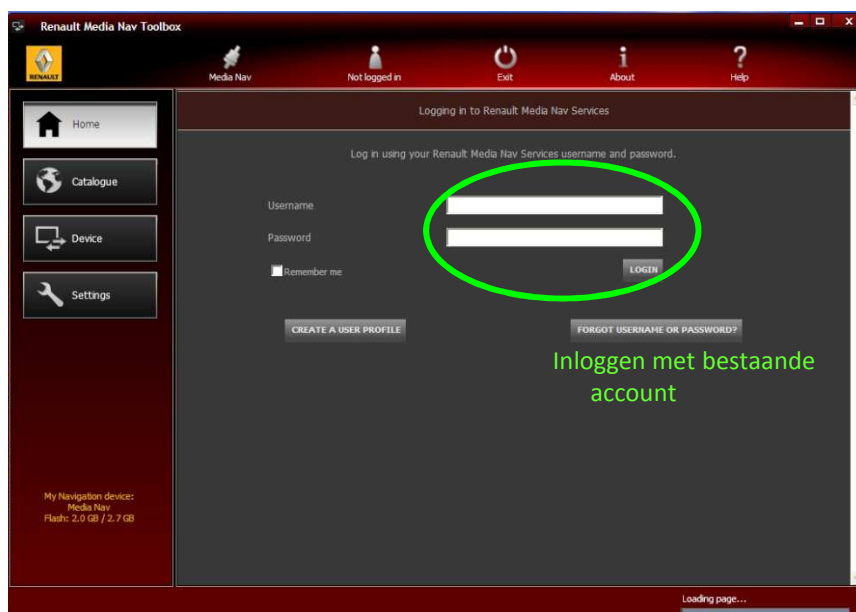 Renault Media Nav Toolbox
RENAULT
Media Nav
Not logged in
Exit
About
Help
Home
Catalogue
Device
Settings
My Navigation device:
Media Nav
Flash: 2.0 GB / 2.7 GB
Logging in to Renault Media Nav Services
Log in using your Renault Media Nav Services username and password.
Username
Password
Remember me
LOGIN
CREATE A USER PROFILE
FORGOT USERNAME OR PASSWORD?
Inloggen met bestaande
account
Loading page...